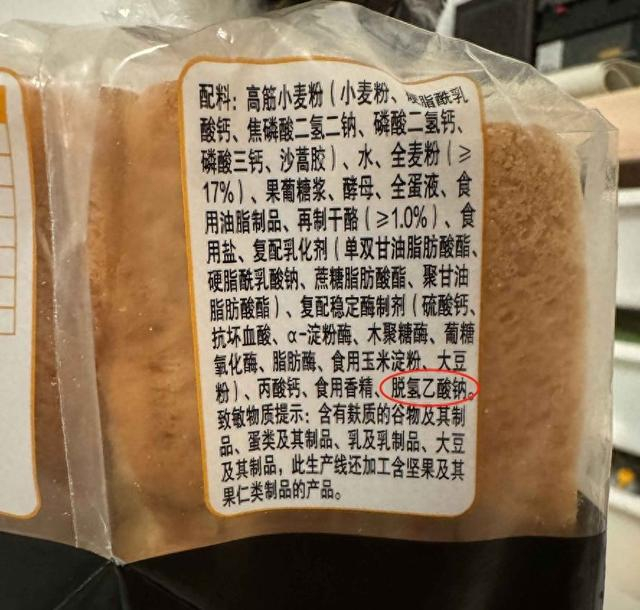 配料：高筋小麦粉（小麦粉、硬脂酰乳
酸钙、焦磷酸二氢二钠、磷酸二氢钙、
磷酸三钙、沙蒿胶）、水、全麦粉（≥
17%）、果葡糖浆、酵母、全蛋液、食
用油脂制品、再制干酪（≥1.0%）、食
用盐、复配乳化剂（单双甘油脂肪酸酯、
硬脂酰乳酸钠、蔗糖脂肪酸酯、聚甘油
脂肪酸酯）、复配稳定酶制剂（硫酸钙、
抗坏血酸、α-淀粉酶、木聚糖酶、葡糖
氧化酶、脂肪酶、食用玉米淀粉、大豆
粉）、丙酸钙、食用香精、脱氢乙酸钠。
致敏物质提示：含有麸质的谷物及其制
品、蛋类及其制品、乳及乳制品、大豆
及其制品，此生产线还加工含坚果及其
果仁类制品的产品。